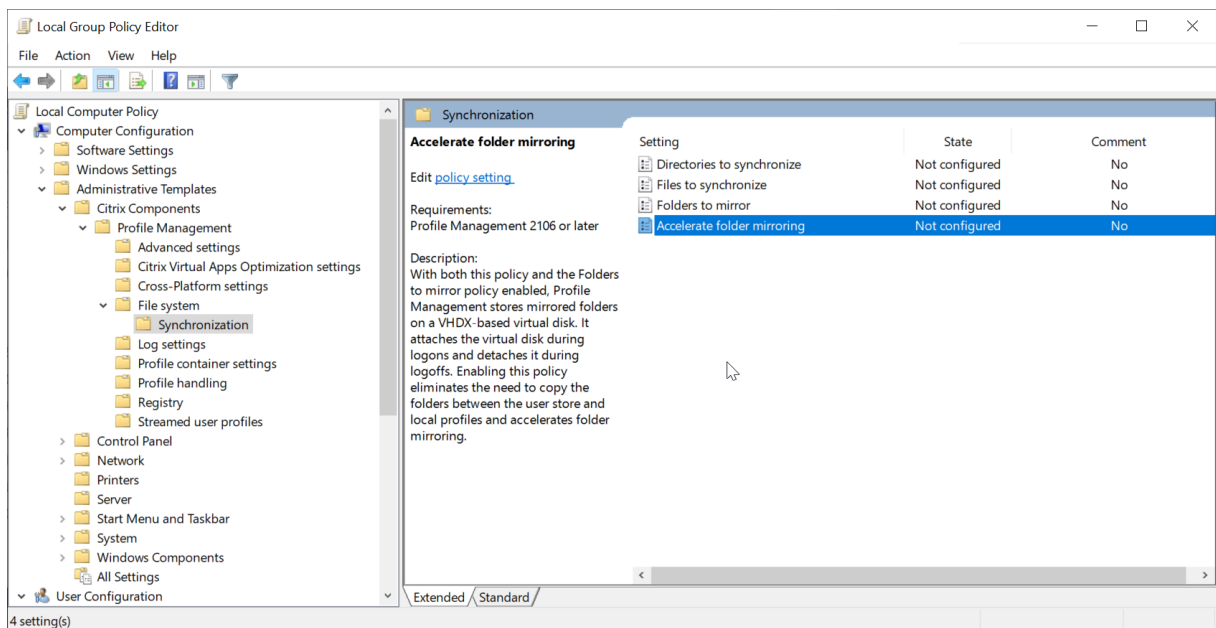 Local Group Policy Editor
File Action View Help
Local Computer Policy
Computer Configuration
Software Settings
Windows Settings
Administrative Templates
Citrix Components
Profile Management
Advanced settings
Citrix Virtual Apps Optimization settings
Cross-Platform settings
File system
Synchronization
Log settings
Profile container settings
Profile handling
Registry
Streamed user profiles
Control Panel
Network
Printers
Server
Start Menu and Taskbar
System
Windows Components
All Settings
User Configuration
Synchronization
Accelerate folder mirroring
Edit policy setting
Requirements:
Profile Management 2106 or later
Description:
With both this policy and the Folders
to mirror policy enabled, Profile
Management stores mirrored folders
on a VHDX-based virtual disk. It
attaches the virtual disk during
logons and detaches it during
logoffs. Enabling this policy
eliminates the need to copy the
folders between the user store and
local profiles and accelerates folder
mirroring.
Setting State Comment
Directories to synchronize Not configured No
Files to synchronize Not configured No
Folders to mirror Not configured No
Accelerate folder mirroring Not configured No
Extended Standard
4 setting(s)